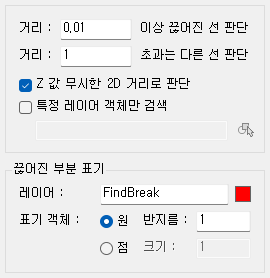 거리 : 0.01 이상 끊어진 선 판단
거리 : 1 초과는 다른 선 판단
Z 값 무시한 2D 거리로 판단
특정 레이어 객체만 검색
끊어진 부분 표기
레이어 : FindBreak
표기 객체 : 원 반지름 : 1
점 크기 : 1